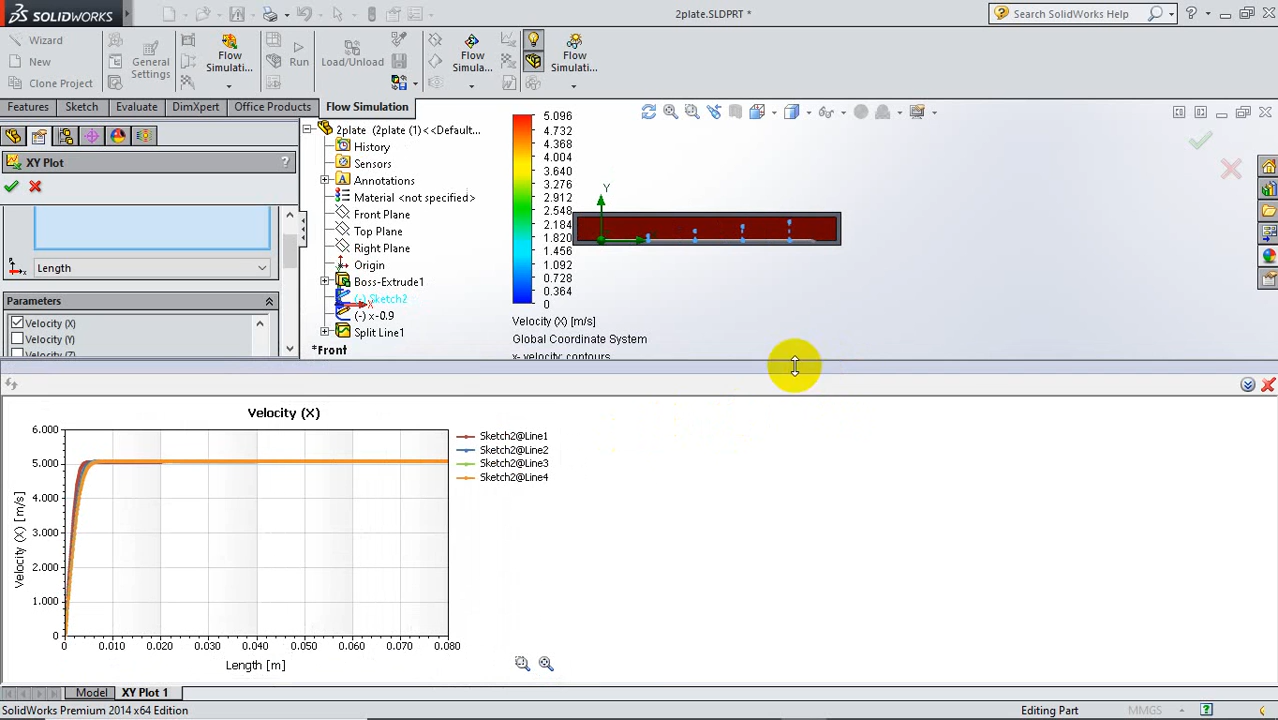 SOLIDWORKS
2plate.SLDPRT *
Search SolidWorks Help
Wizard
New
Clone Project
General Settings
Run
Load/Unload
Flow Simula...
Flow Simulati...
Flow Simulati...
Features
Sketch
Evaluate
DimXpert
Office Products
Flow Simulation
XY Plot
?
Length
Parameters
Velocity (X)
Velocity (Y)
Velocity (Z)
2plate (2plate (1)<<Default...
History
Sensors
Annotations
Material <not specified>
Front Plane
Top Plane
Right Plane
Origin
Boss-Extrude1
(-) Sketch2
(-) x-0.9
Split Line1
*Front
5.096
4.732
4.368
4.004
3.640
3.276
2.912
2.548
2.184
1.820
1.456
1.092
0.728
0.364
0
Velocity (X) [m/s]
Global Coordinate System
x- velocity: contours
Y
X
Velocity (X)
6.000
5.000
4.000
3.000
2.000
1.000
0
Velocity (X) [m/s]
0 0.010 0.020 0.030 0.040 0.050 0.060 0.070 0.080
Length [m]
Sketch2@Line1
Sketch2@Line2
Sketch2@Line3
Sketch2@Line4
Model
XY Plot 1
SolidWorks Premium 2014 x64 Edition
Editing Part
MMGS